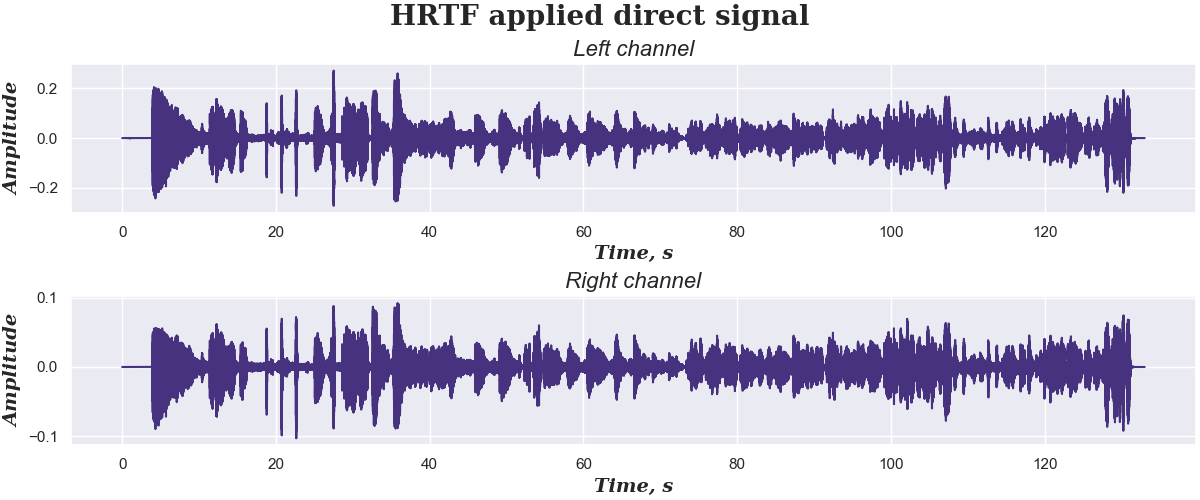 HRTF applied direct signal
Left channel
Amplitude
0.2
0.0
−0.2
0 20 40 60 80 100 120
Time, s
Right channel
Amplitude
0.1
0.0
−0.1
0 20 40 60 80 100 120
Time, s